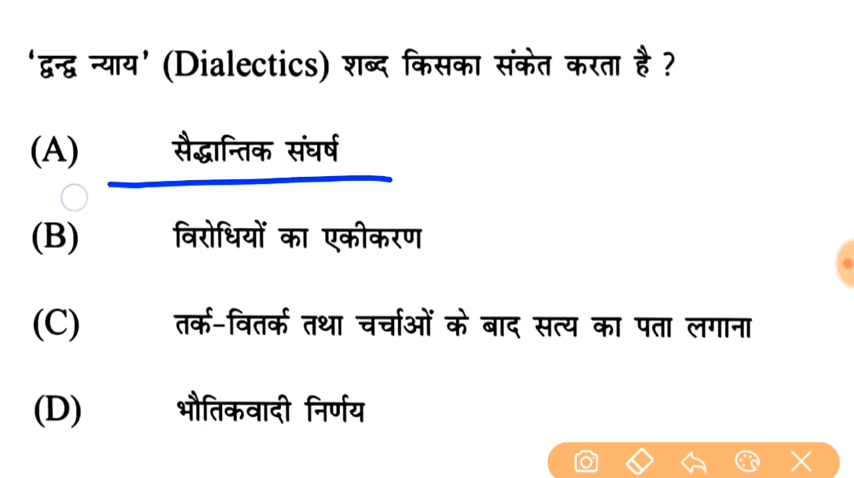 ‘द्वन्द्व न्याय’ (Dialectics) शब्द किसका संकेत करता है ?
(A) सैद्धान्तिक संघर्ष
(B) विरोधियों का एकीकरण
(C) तर्क-वितर्क तथा चर्चाओं के बाद सत्य का पता लगाना
(D) भौतिकवादी निर्णय